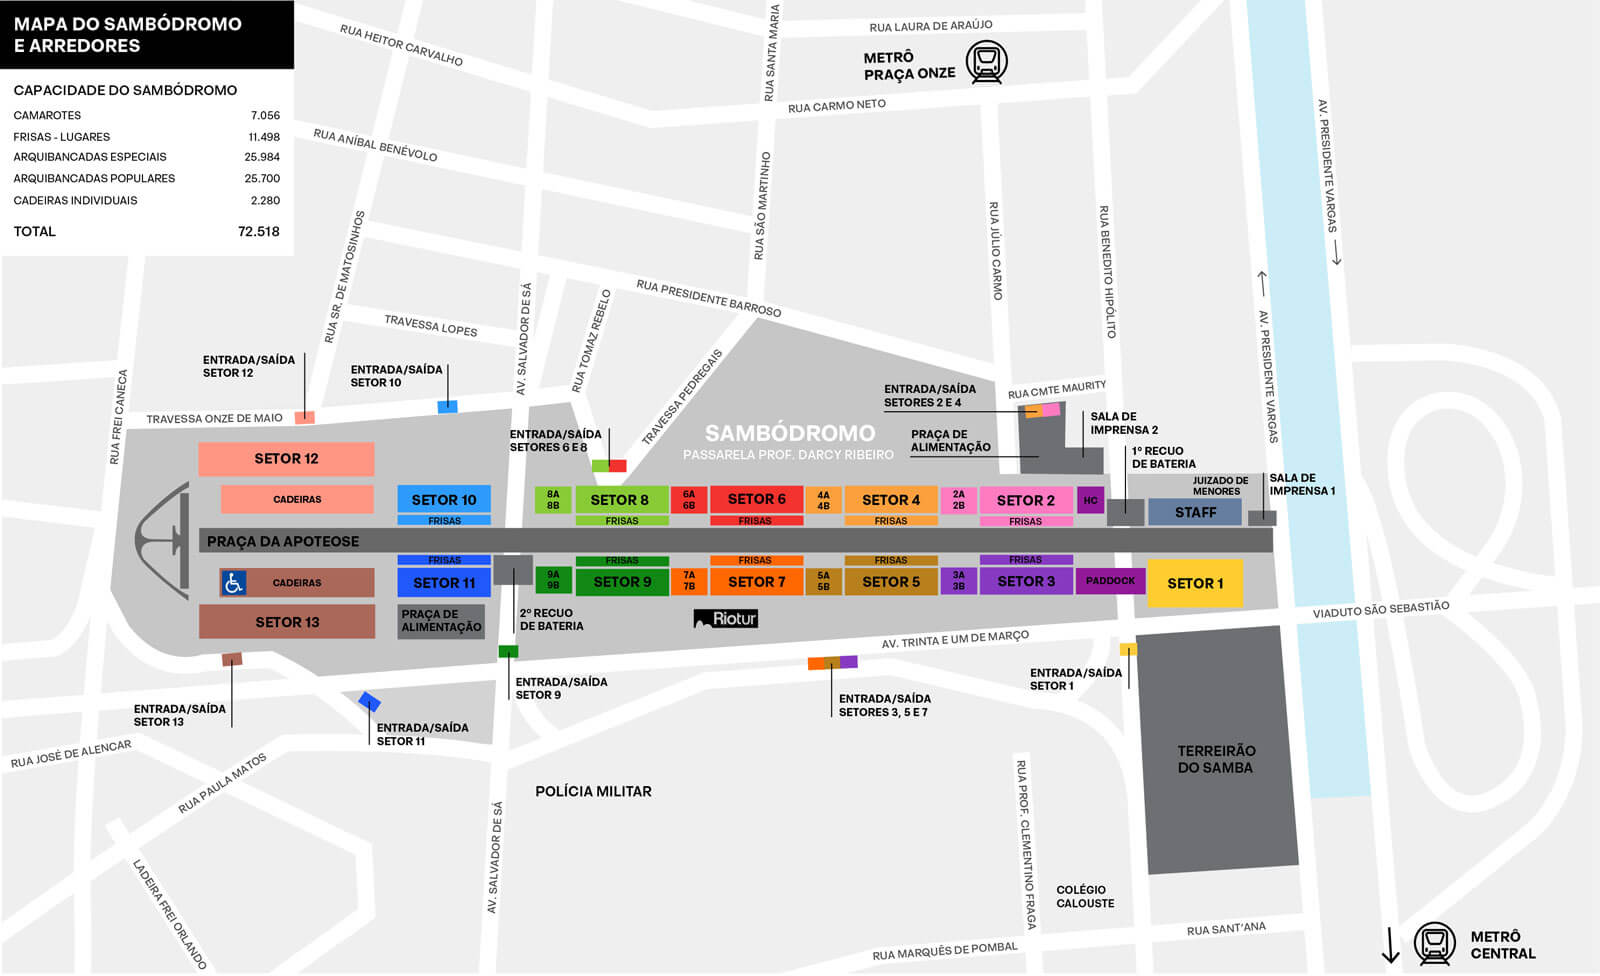 MAPA DO SAMBÓDROMO
E ARREDORES
CAPACIDADE DO SAMBÓDROMO
CAMAROTES 7.056
FRISAS - LUGARES 11.498
ARQUIBANCADAS ESPECIAIS 25.984
ARQUIBANCADAS POPULARES 25.700
CADEIRAS INDIVIDUAIS 2.280
TOTAL 72.518
RUA HEITOR CARVALHO
RUA ANÍBAL BENÉVOLO
RUA SANTA MARIA
RUA LAURA DE ARAÚJO
METRÔ
PRAÇA ONZE
RUA CARMO NETO
AV. PRESIDENTE VARGAS
RUA SÃO MARTINHO
RUA SR. DE MATOSINHOS
RUA JÚLIO CARMO
RUA BENEDITO HIPÓLITO
AV. PRESIDENTE VARGAS
RUA PRESIDENTE BARROSO
TRAVESSA LOPES
AV. SALVADOR DE SÁ
RUA TOMAZ REBELO
TRAVESSA PEDREGAIS
RUA FREI CANECA
ENTRADA/SAÍDA
SETOR 12
ENTRADA/SAÍDA
SETOR 10
TRAVESSA ONZE DE MAIO
ENTRADA/SAÍDA
SETORES 6 E 8
ENTRADA/SAÍDA
SETORES 2 E 4
RUA CMTE MAURITY
SALA DE
IMPRENSA 2
PRAÇA DE
ALIMENTAÇÃO
SAMBÓDROMO
PASSARELA PROF. DARCY RIBEIRO
1º RECUO
DE BATERIA
JUIZADO DE
MENORES
SALA DE
IMPRENSA 1
SETOR 12
CADEIRAS
SETOR 10
FRISAS
8A
8B
SETOR 8
FRISAS
6A
6B
SETOR 6
FRISAS
4A
4B
SETOR 4
FRISAS
2A
2B
SETOR 2
FRISAS
HC
STAFF
PRAÇA DA APOTEOSE
CADEIRAS
SETOR 13
FRISAS
SETOR 11
PRAÇA DE
ALIMENTAÇÃO
2º RECUO
DE BATERIA
9A
9B
FRISAS
SETOR 9
7A
7B
FRISAS
SETOR 7
5A
5B
FRISAS
SETOR 5
3A
3B
FRISAS
SETOR 3
PADDOCK
SETOR 1
Riotur
AV. TRINTA E UM DE MARÇO
VIADUTO SÃO SEBASTIÃO
ENTRADA/SAÍDA
SETOR 13
ENTRADA/SAÍDA
SETOR 11
ENTRADA/SAÍDA
SETOR 9
ENTRADA/SAÍDA
SETORES 3, 5 E 7
ENTRADA/SAÍDA
SETOR 1
RUA JOSÉ DE ALENCAR
RUA PAULA MATOS
LADEIRA FREI ORLANDO
AV. SALVADOR DE SÁ
POLÍCIA MILITAR
RUA PROF. CLEMENTINO FRAGA
TERREIRÃO
DO SAMBA
COLÉGIO
CALOUSTE
RUA MARQUÊS DE POMBAL
RUA SANT'ANA
METRÔ
CENTRAL